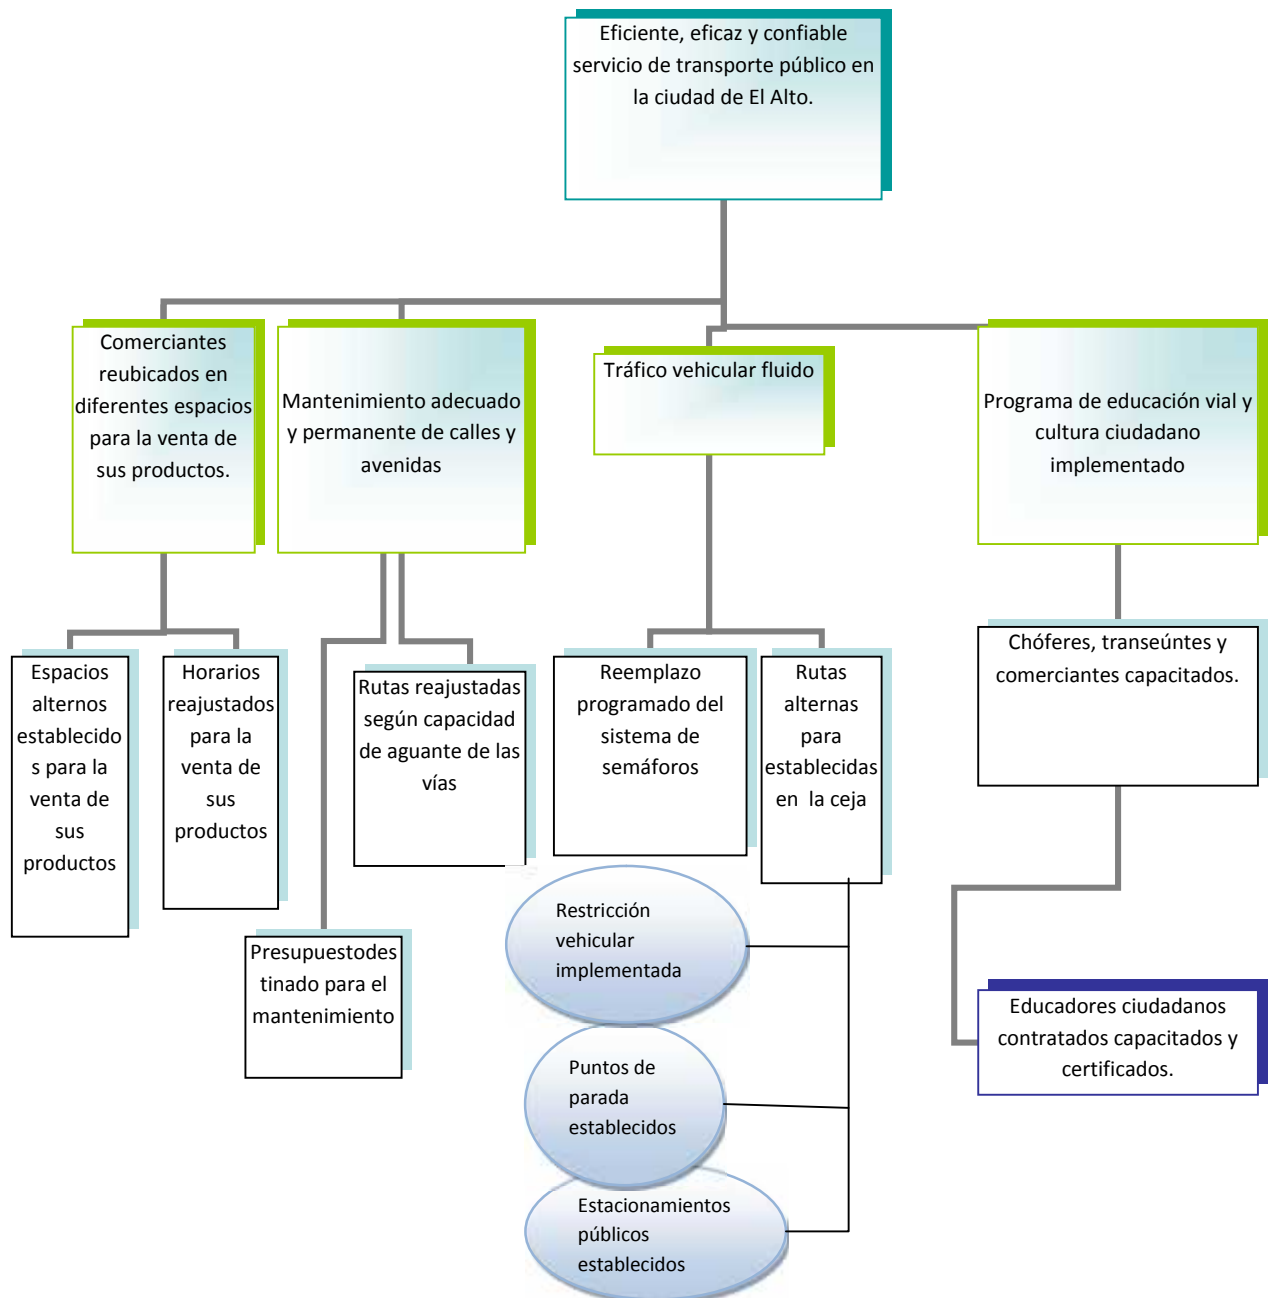 Eficiente, eficaz y confiable
servicio de transporte público en
la ciudad de El Alto.
Comerciantes
reubicados en
diferentes espacios
para la venta de
sus productos.
Mantenimiento adecuado
y permanente de calles y
avenidas
Tráfico vehicular fluido
Programa de educación vial y
cultura ciudadano
implementado
Espacios
alternos
establecido
s para la
venta de
sus
productos
Horarios
reajustados
para la
venta de
sus
productos
Rutas reajustadas
según capacidad
de aguante de las
vías
Reemplazo
programado del
sistema de
semáforos
Rutas
alternas
para
establecidas
en la ceja
Chóferes, transeúntes y
comerciantes capacitados.
Presupuestodes
tinado para el
mantenimiento
Restricción
vehicular
implementada
Puntos de
parada
establecidos
Estacionamientos
públicos
establecidos
Educadores ciudadanos
contratados capacitados y
certificados.